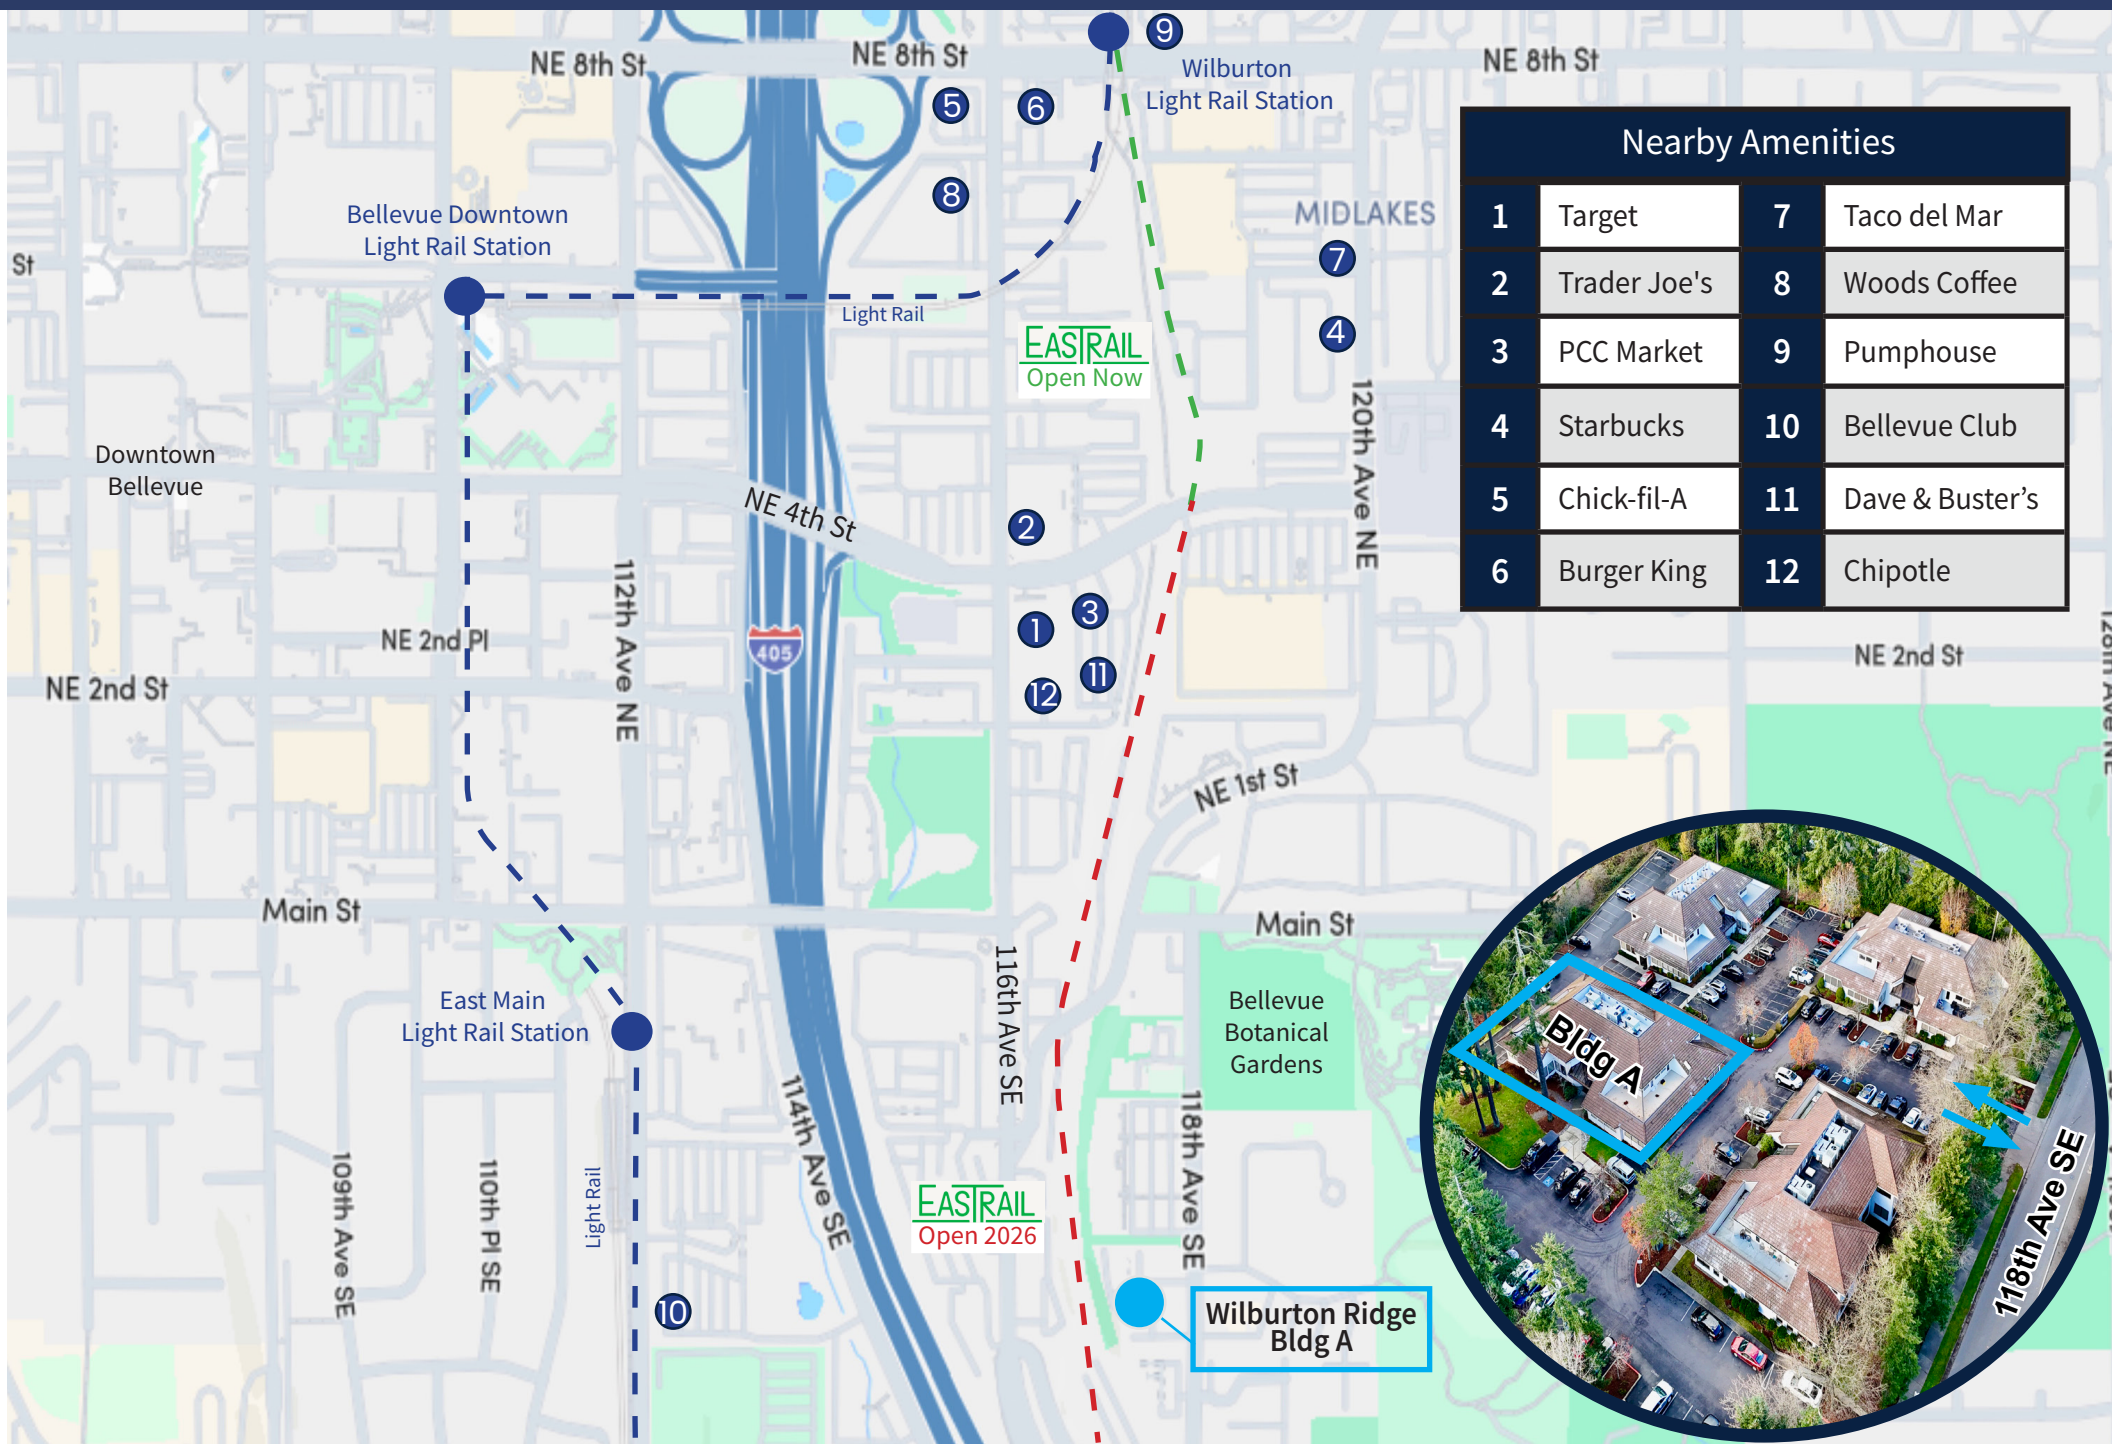 NE 8th St
NE 8th St
9
NE 8th St
Wilburton
Light Rail Station
5
6
8
Nearby Amenities
1 Target 7 Taco del Mar
2 Trader Joe's 8 Woods Coffee
3 PCC Market 9 Pumphouse
4 Starbucks 10 Bellevue Club
5 Chick-fil-A 11 Dave & Buster’s
6 Burger King 12 Chipotle
MIDLAKES
7
4
Bellevue Downtown
Light Rail Station
St
Light Rail
EASTRAIL
Open Now
120th Ave NE
Downtown
Bellevue
NE 4th St
2
112th Ave NE
3
1
11
12
405
NE 2nd Pl
NE 2nd St
NE 2nd St
128th Ave NE
NE 1st St
Main St
Main St
116th Ave SE
East Main
Light Rail Station
Bellevue
Botanical
Gardens
Bldg A
114th Ave SE
118th Ave SE
118th Ave SE
109th Ave SE
110th Pl SE
Light Rail
EASTRAIL
Open 2026
10
Wilburton Ridge
Bldg A